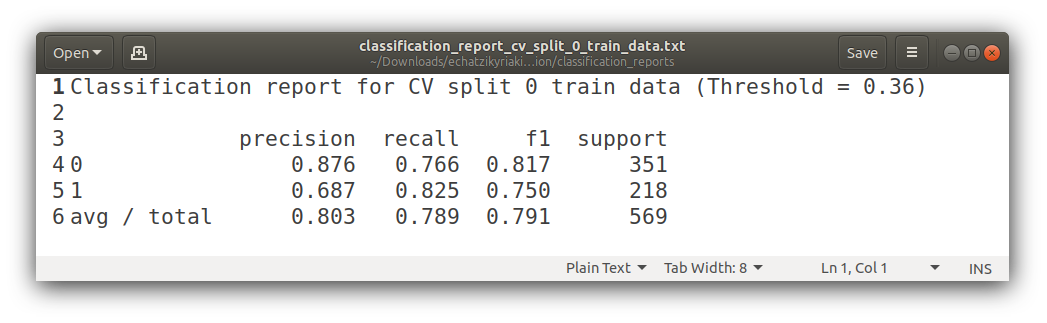 Open
classification_report_cv_split_0_train_data.txt
~/Downloads/echatzikyriaki...ion/classification_reports
Save
1 Classification report for CV split 0 train data (Threshold = 0.36)
2
3 precision recall f1 support
4 0 0.876 0.766 0.817 351
5 1 0.687 0.825 0.750 218
6 avg / total 0.803 0.789 0.791 569
Plain Text Tab Width: 8 Ln 1, Col 1 INS